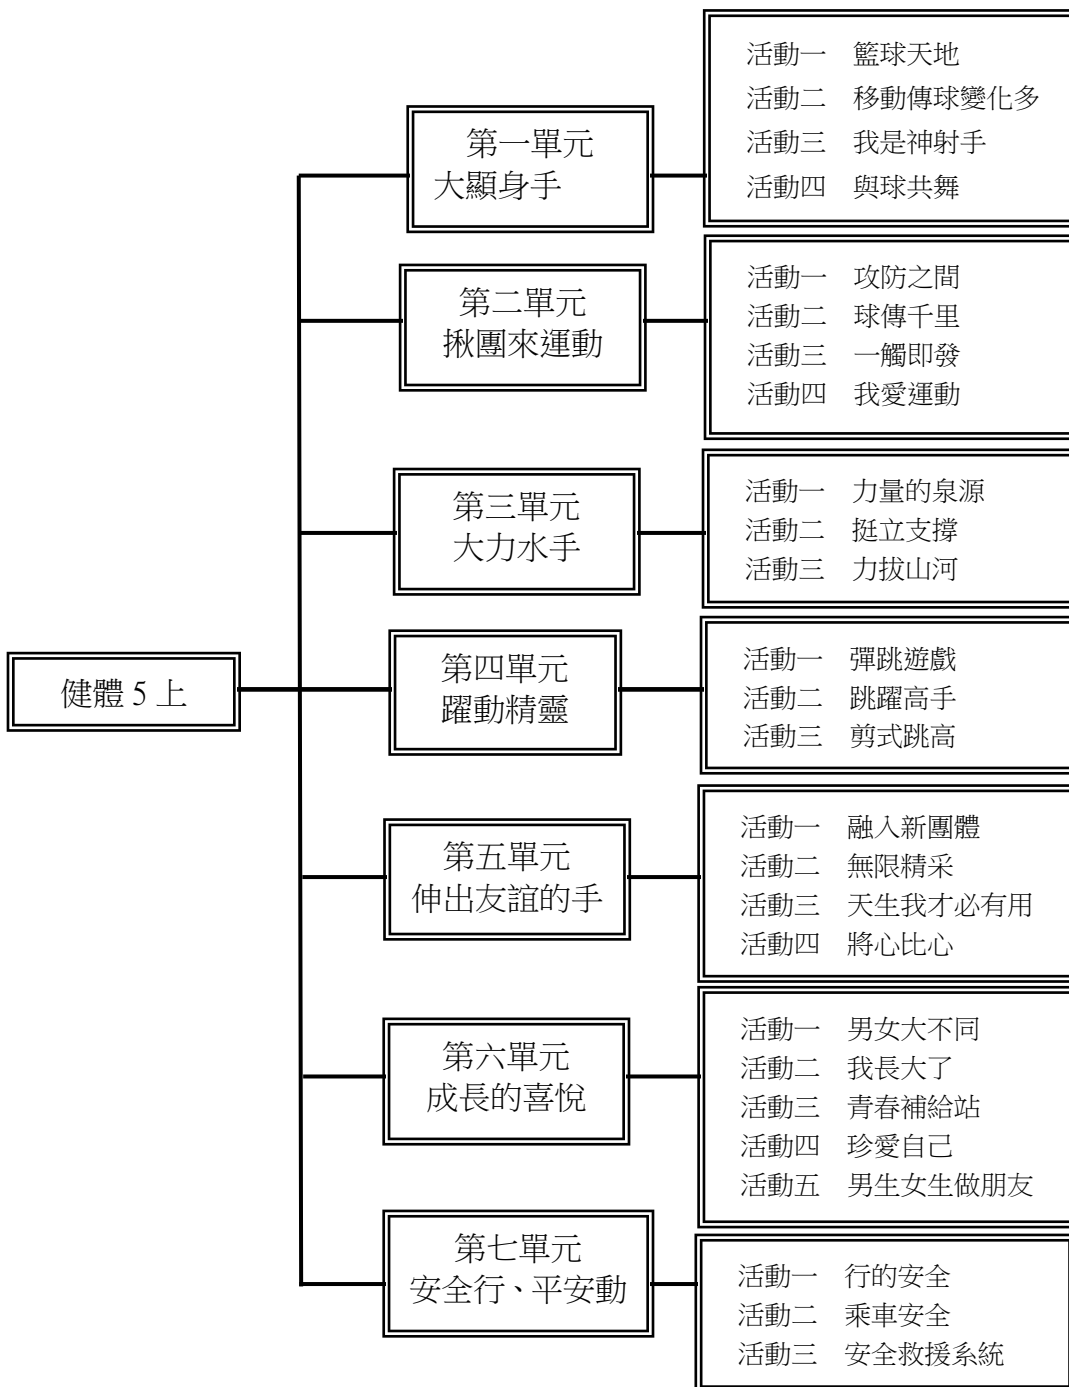 健體 5 上
第一單元
大顯身手
活動一　籃球天地
活動二　移動傳球變化多
活動三　我是神射手
活動四　與球共舞
第二單元
揪團來運動
活動一　攻防之間
活動二　球傳千里
活動三　一觸即發
活動四　我愛運動
第三單元
大力水手
活動一　力量的泉源
活動二　挺立支撐
活動三　力拔山河
第四單元
躍動精靈
活動一　彈跳遊戲
活動二　跳躍高手
活動三　剪式跳高
第五單元
伸出友誼的手
活動一　融入新團體
活動二　無限精采
活動三　天生我才必有用
活動四　將心比心
第六單元
成長的喜悅
活動一　男女大不同
活動二　我長大了
活動三　青春補給站
活動四　珍愛自己
活動五　男生女生做朋友
第七單元
安全行、平安動
活動一　行的安全
活動二　乘車安全
活動三　安全救援系統